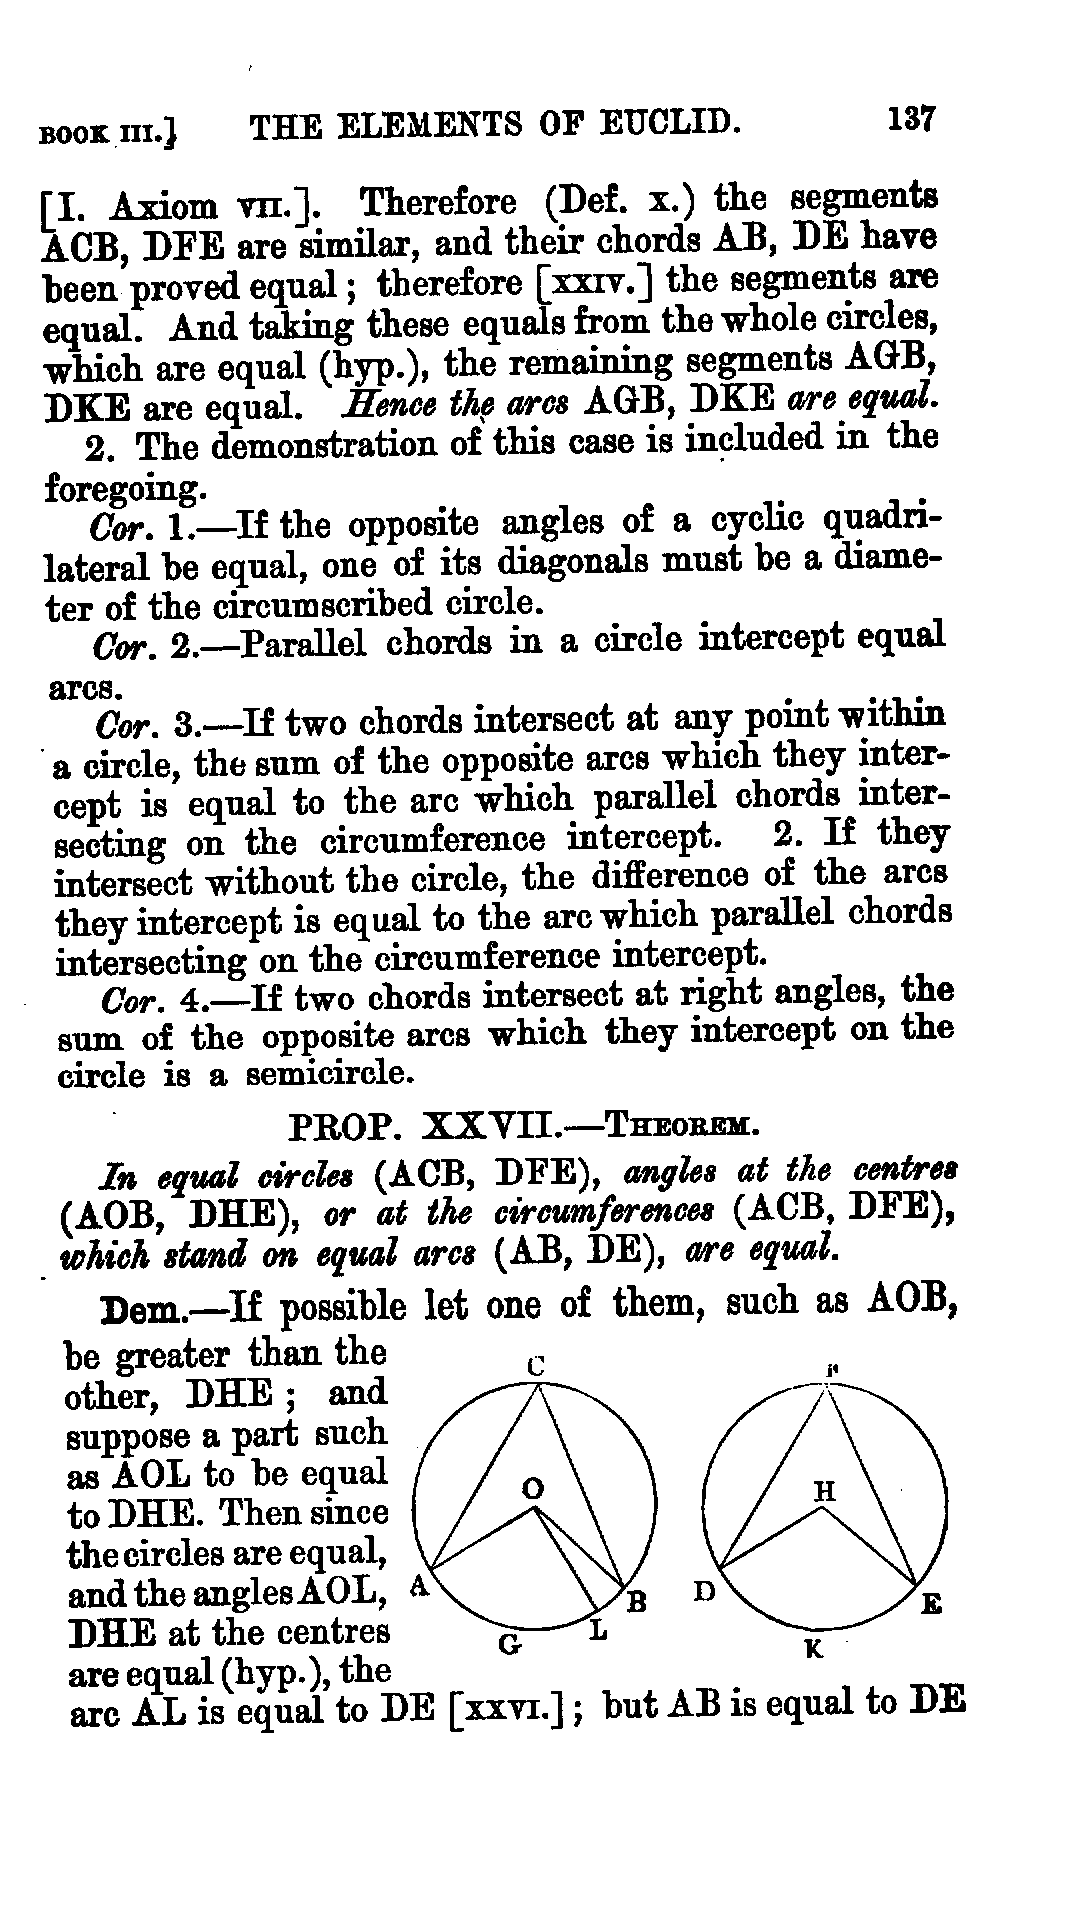 BOOK III.] THE ELEMENTS OF EUCLID. 137
[I. Axiom VII.]. Therefore (Def. X.) the segments
ACB, DFE are similar, and their chords AB, DE have
been proved equal; therefore [XXIV.] the segments are
equal. And taking these equals from the whole circles,
which are equal (hyp.), the remaining segments AGB,
DKE are equal. Hence the arcs AGB, DKE are equal.
2. The demonstration of this case is included in the
foregoing.
Cor. 1.—If the opposite angles of a cyclic quadri-
lateral be equal, one of its diagonals must be a diame-
ter of the circumscribed circle.
Cor. 2.—Parallel chords in a circle intercept equal
arcs.
Cor. 3.—If two chords intersect at any point within
a circle, the sum of the opposite arcs which they inter-
cept is equal to the arc which parallel chords inter-
secting on the circumference intercept. 2. If they
intersect without the circle, the difference of the arcs
they intercept is equal to the arc which parallel chords
intersecting on the circumference intercept.
Cor. 4.—If two chords intersect at right angles, the
sum of the opposite arcs which they intercept on the
circle is a semicircle.
PROP. XXVII.—THEOREM.
In equal circles (ACB, DFE), angles at the centres
(AOB, DHE), or at the circumferences (ACB, DFE),
which stand on equal arcs (AB, DE), are equal.
Dem.—If possible let one of them, such as AOB,
be greater than the
other, DHE; and
suppose a part such
as AOL to be equal
to DHE. Then since
the circles are equal,
and the angles AOL,
DHE at the centres
are equal (hyp.), the
arc AL is equal to DE [XXVI.]; but AB is equal to DE
C
O
A
B
G
L
F
H
D
E
K